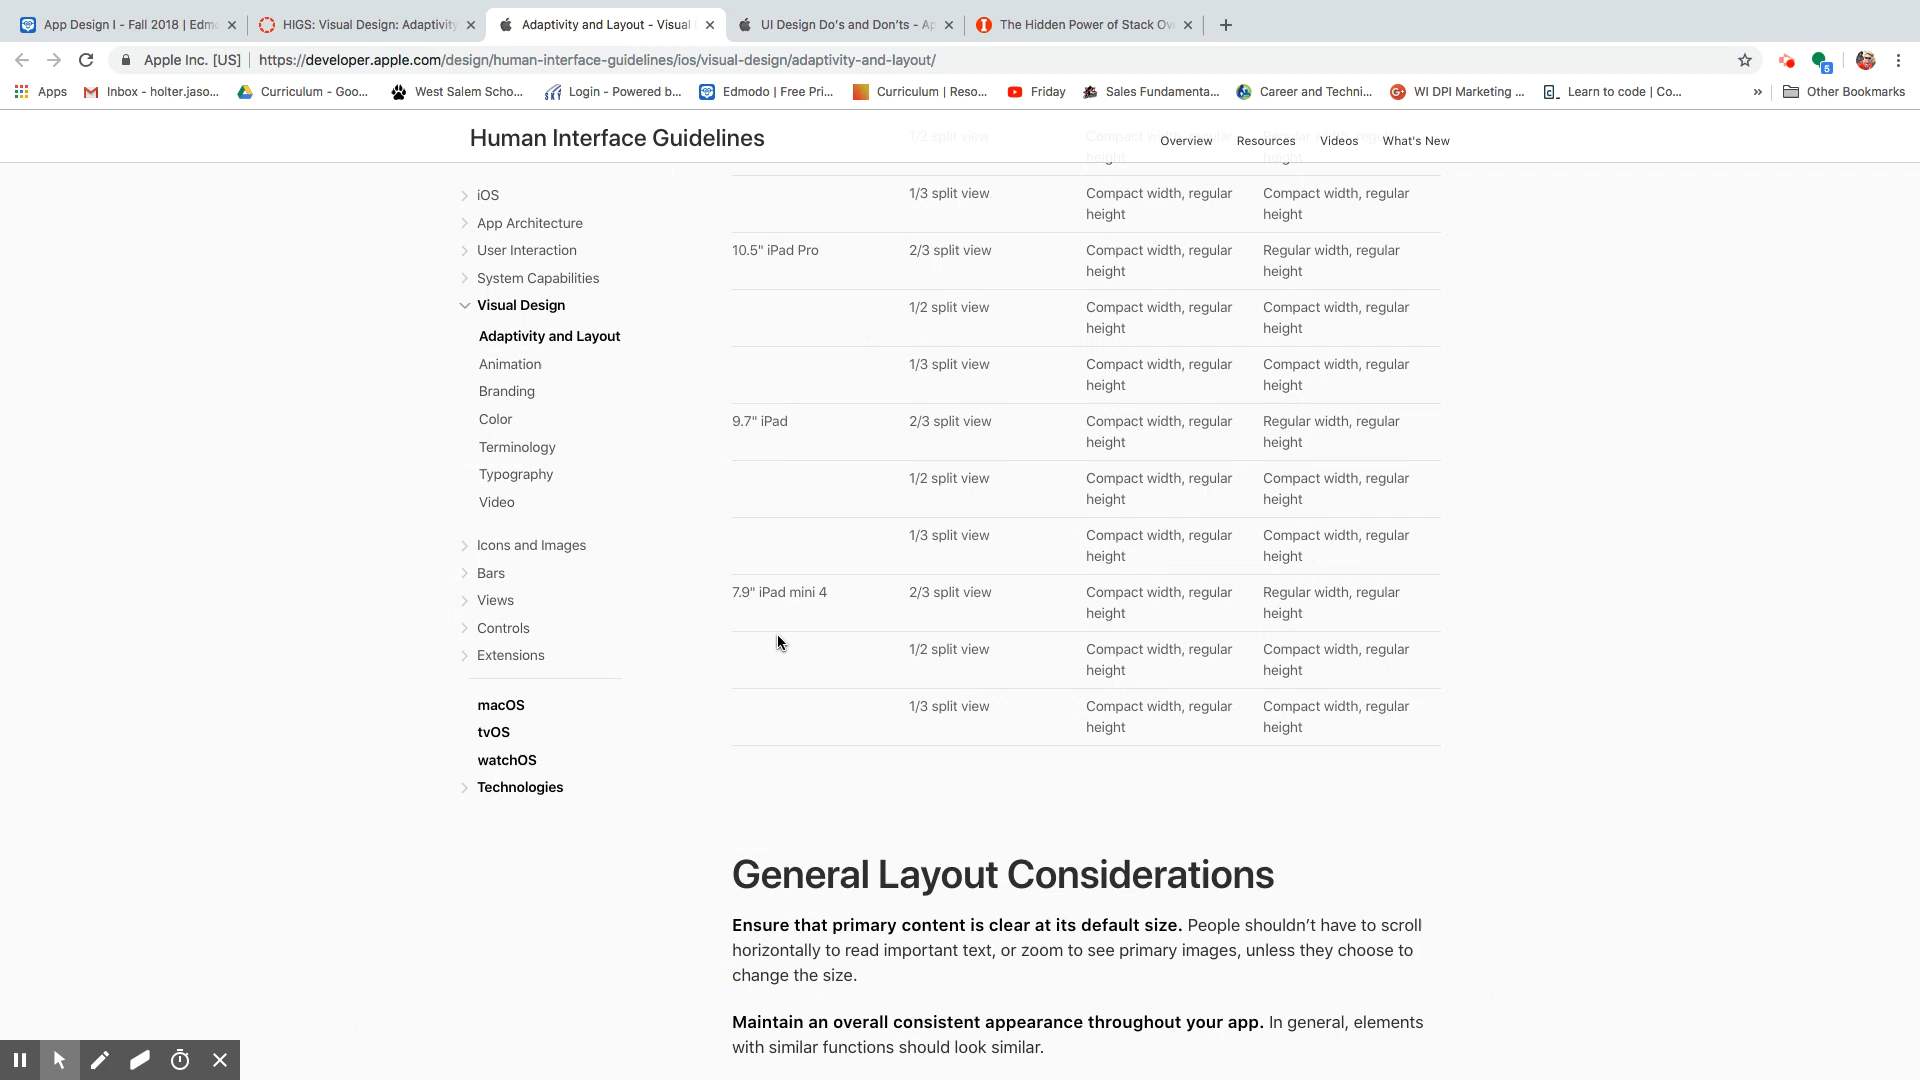 App Design I - Fall 2018 | Edmo
HIGS: Visual Design: Adaptivity
Adaptivity and Layout - Visual
UI Design Do's and Don'ts - Ap
The Hidden Power of Stack Ov
Apple Inc. [US] | https://developer.apple.com/design/human-interface-guidelines/ios/visual-design/adaptivity-and-layout/
5
Apps
Inbox - holter.jaso...
Curriculum - Goo...
West Salem Scho...
Login - Powered b...
Edmodo | Free Pri...
Curriculum | Reso...
Friday
Sales Fundamenta...
Career and Techni...
WI DPI Marketing ...
Learn to code | Co...
»
Other Bookmarks
Human Interface Guidelines
Overview
Resources
Videos
What's New
1/2 split view
Compact width, regular
height
Regular width, regular
height
iOS
App Architecture
User Interaction
System Capabilities
Visual Design
Adaptivity and Layout
Animation
Branding
Color
Terminology
Typography
Video
Icons and Images
Bars
Views
Controls
Extensions
macOS
tvOS
watchOS
Technologies
1/3 split view
Compact width, regular
height
Compact width, regular
height
10.5" iPad Pro
2/3 split view
Compact width, regular
height
Regular width, regular
height
1/2 split view
Compact width, regular
height
Compact width, regular
height
1/3 split view
Compact width, regular
height
Compact width, regular
height
9.7" iPad
2/3 split view
Compact width, regular
height
Regular width, regular
height
1/2 split view
Compact width, regular
height
Compact width, regular
height
1/3 split view
Compact width, regular
height
Compact width, regular
height
7.9" iPad mini 4
2/3 split view
Compact width, regular
height
Regular width, regular
height
1/2 split view
Compact width, regular
height
Compact width, regular
height
1/3 split view
Compact width, regular
height
Compact width, regular
height
General Layout Considerations
Ensure that primary content is clear at its default size. People shouldn't have to scroll
horizontally to read important text, or zoom to see primary images, unless they choose to
change the size.
Maintain an overall consistent appearance throughout your app. In general, elements
with similar functions should look similar.